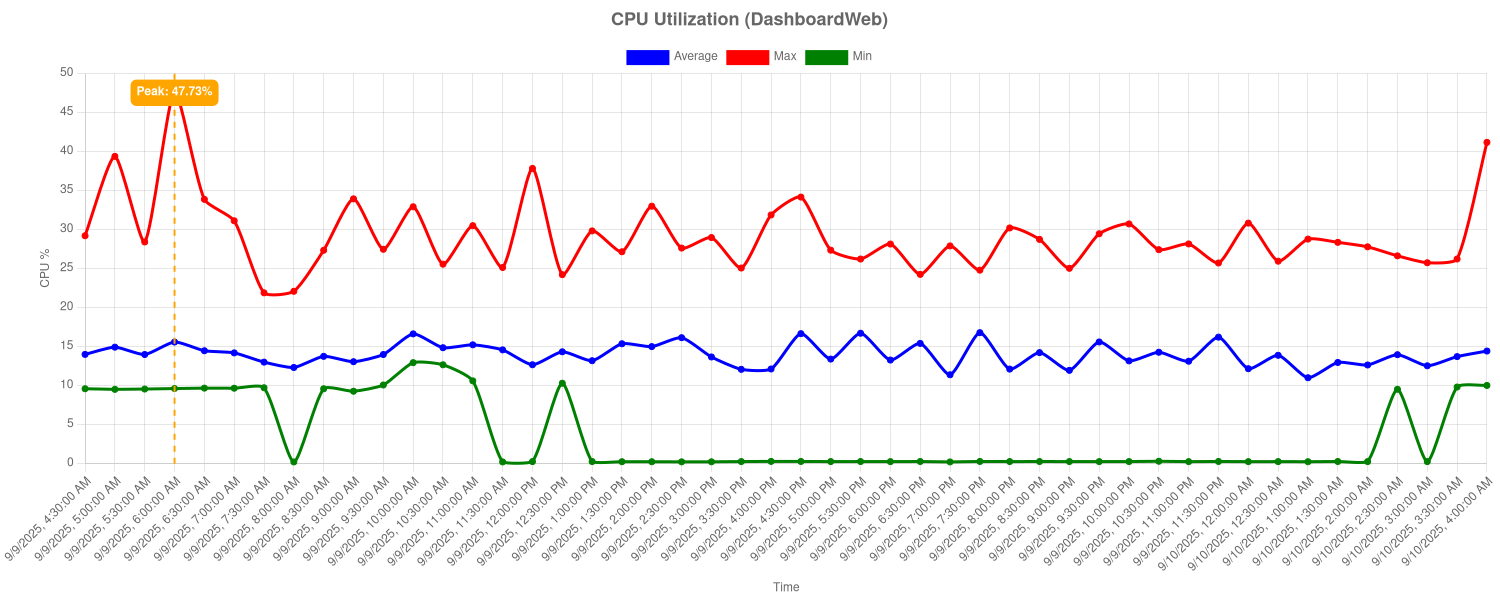 CPU Utilization (DashboardWeb)
Average Max Min
Peak: 47.73%
CPU %
50
45
40
35
30
25
20
15
10
5
0
9/9/2025, 4:30:00 AM
9/9/2025, 5:00:00 AM
9/9/2025, 5:30:00 AM
9/9/2025, 6:00:00 AM
9/9/2025, 6:30:00 AM
9/9/2025, 7:00:00 AM
9/9/2025, 7:30:00 AM
9/9/2025, 8:00:00 AM
9/9/2025, 8:30:00 AM
9/9/2025, 9:00:00 AM
9/9/2025, 9:30:00 AM
9/9/2025, 10:00:00 AM
9/9/2025, 10:30:00 AM
9/9/2025, 11:00:00 AM
9/9/2025, 11:30:00 AM
9/9/2025, 12:00:00 PM
9/9/2025, 12:30:00 PM
9/9/2025, 1:00:00 PM
9/9/2025, 1:30:00 PM
9/9/2025, 2:00:00 PM
9/9/2025, 2:30:00 PM
9/9/2025, 3:00:00 PM
9/9/2025, 3:30:00 PM
9/9/2025, 4:00:00 PM
9/9/2025, 4:30:00 PM
9/9/2025, 5:00:00 PM
9/9/2025, 5:30:00 PM
9/9/2025, 6:00:00 PM
9/9/2025, 6:30:00 PM
9/9/2025, 7:00:00 PM
9/9/2025, 7:30:00 PM
9/9/2025, 8:00:00 PM
9/9/2025, 8:30:00 PM
9/9/2025, 9:00:00 PM
9/9/2025, 9:30:00 PM
9/9/2025, 10:00:00 PM
9/9/2025, 10:30:00 PM
9/9/2025, 11:00:00 PM
9/9/2025, 11:30:00 PM
9/10/2025, 12:00:00 AM
9/10/2025, 12:30:00 AM
9/10/2025, 1:00:00 AM
9/10/2025, 1:30:00 AM
9/10/2025, 2:00:00 AM
9/10/2025, 2:30:00 AM
9/10/2025, 3:00:00 AM
9/10/2025, 3:30:00 AM
9/10/2025, 4:00:00 AM
Time